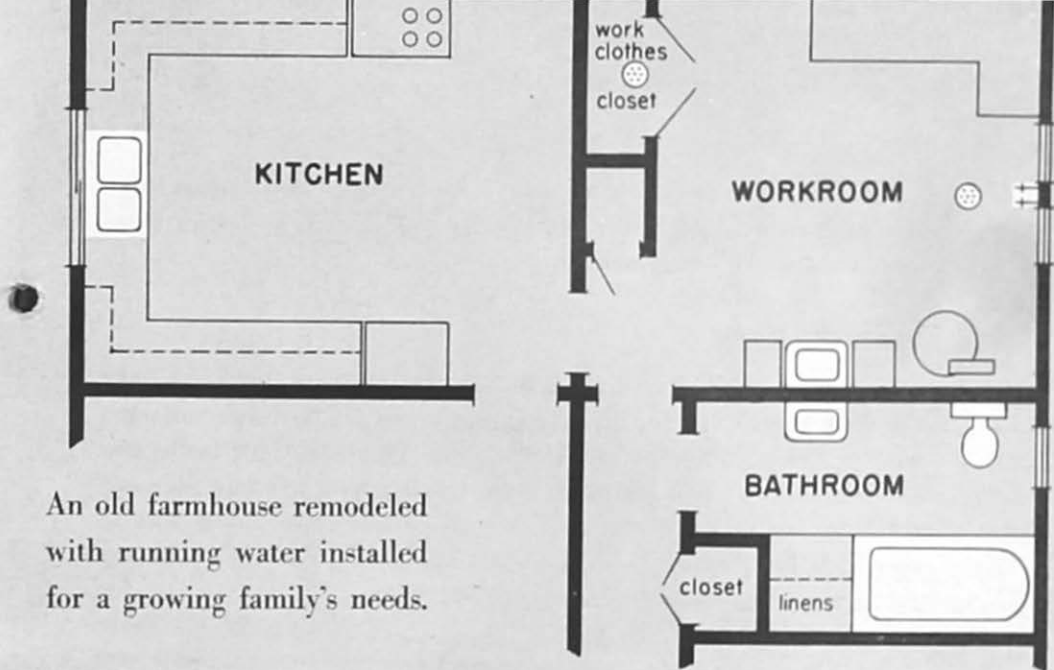 work
clothes
closet
KITCHEN
WORKROOM
BATHROOM
An old farmhouse remodeled
with running water installed
for a growing family's needs.
closet
linens